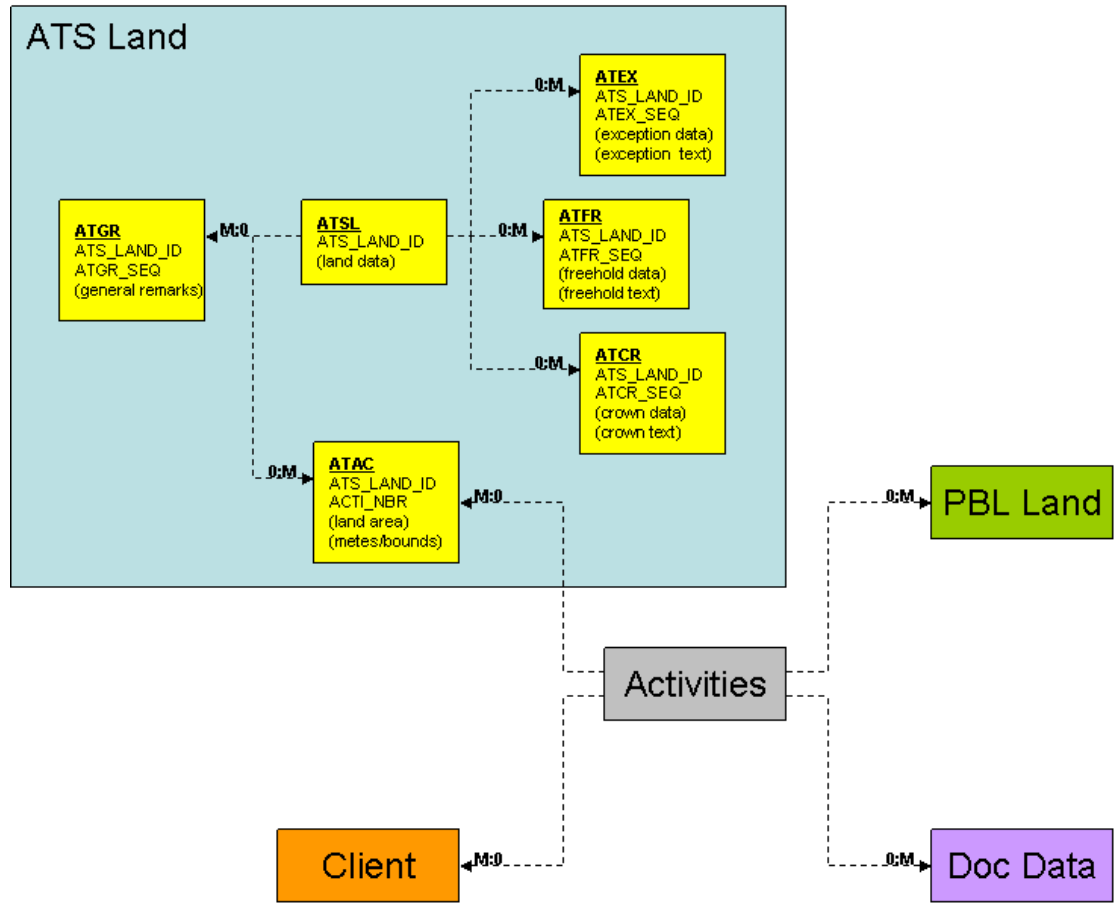 ATS Land
0:M
ATEX
ATS_LAND_ID
ATEX_SEQ
(exception data)
(exception  text)
ATGR
ATS_LAND_ID
ATGR_SEQ
(general remarks)
M:0
ATSL
ATS_LAND_ID
(land data)
0:M
ATFR
ATS_LAND_ID
ATFR_SEQ
(freehold data)
(freehold text)
0:M
ATCR
ATS_LAND_ID
ATCR_SEQ
(crown data)
(crown text)
0:M
ATAC
ATS_LAND_ID
ACTI_NBR
(land area)
(metes/bounds)
M:0
0:M
PBL Land
Activities
Client
M:0
0:M
Doc Data